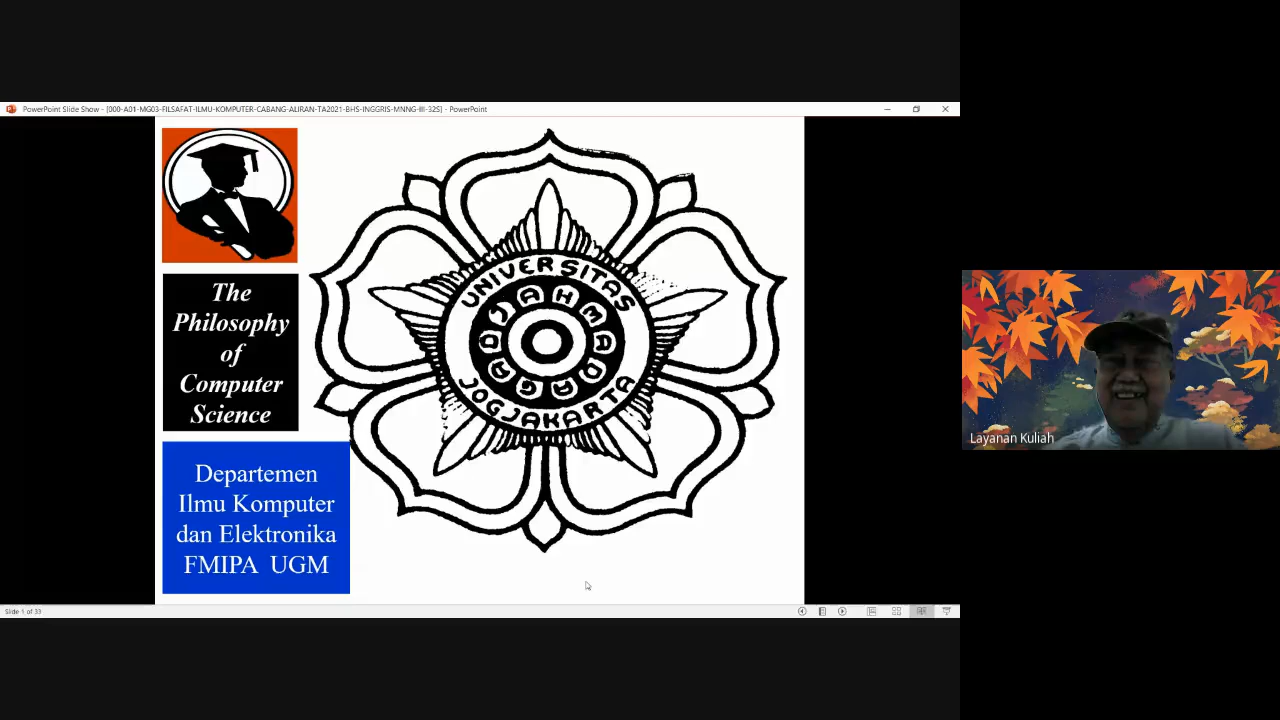 PowerPoint Slide Show - [000-A01-MG03-FILSAFAT-ILMU-KOMPUTER-CABANG-ALIRAN-TA2021-BHS-INGGRIS-MNNG-III-32S] - PowerPoint
The
Philosophy
of
Computer
Science
Departemen
Ilmu Komputer
dan Elektronika
FMIPA UGM
UNIVERSITAS
GADJAH MADA
JOGJAKARTA
Layanan Kuliah
Slide 1 of 33